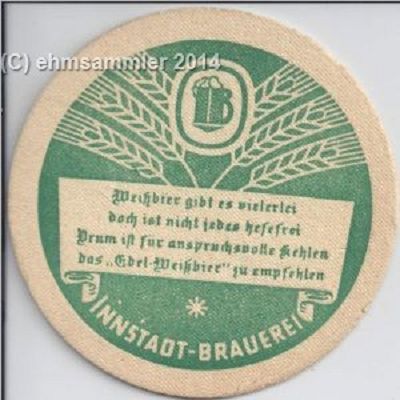 (C) ehmsammler 2014
IB
Weißbier gibt es vielerlei
doch ist nicht jedes hefefrei
Drum ist für anspruchsvolle Kehlen
das „Edel-Weißbier" zu empfehlen
*
INNSTADT-BRAUEREI